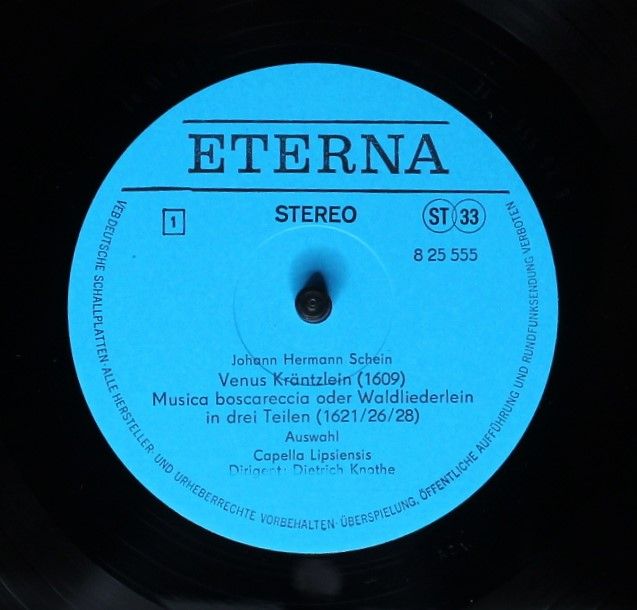 ETERNA
1
STEREO
ST 33
8 25 555
Johann Hermann Schein
Venus Kräntzlein (1609)
Musica boscareccia oder Waldliederlein
in drei Teilen (1621/26/28)
Auswahl
Capella Lipsiensis
Dirigent: Dietrich Knothe
VEB DEUTSCHE SCHALLPLATTEN · ALLE HERSTELLER- UND URHEBERRECHTE VORBEHALTEN · ÜBERSPIELUNG, ÖFFENTLICHE AUFFÜHRUNG UND RUNDFUNKSENDUNG VERBOTEN